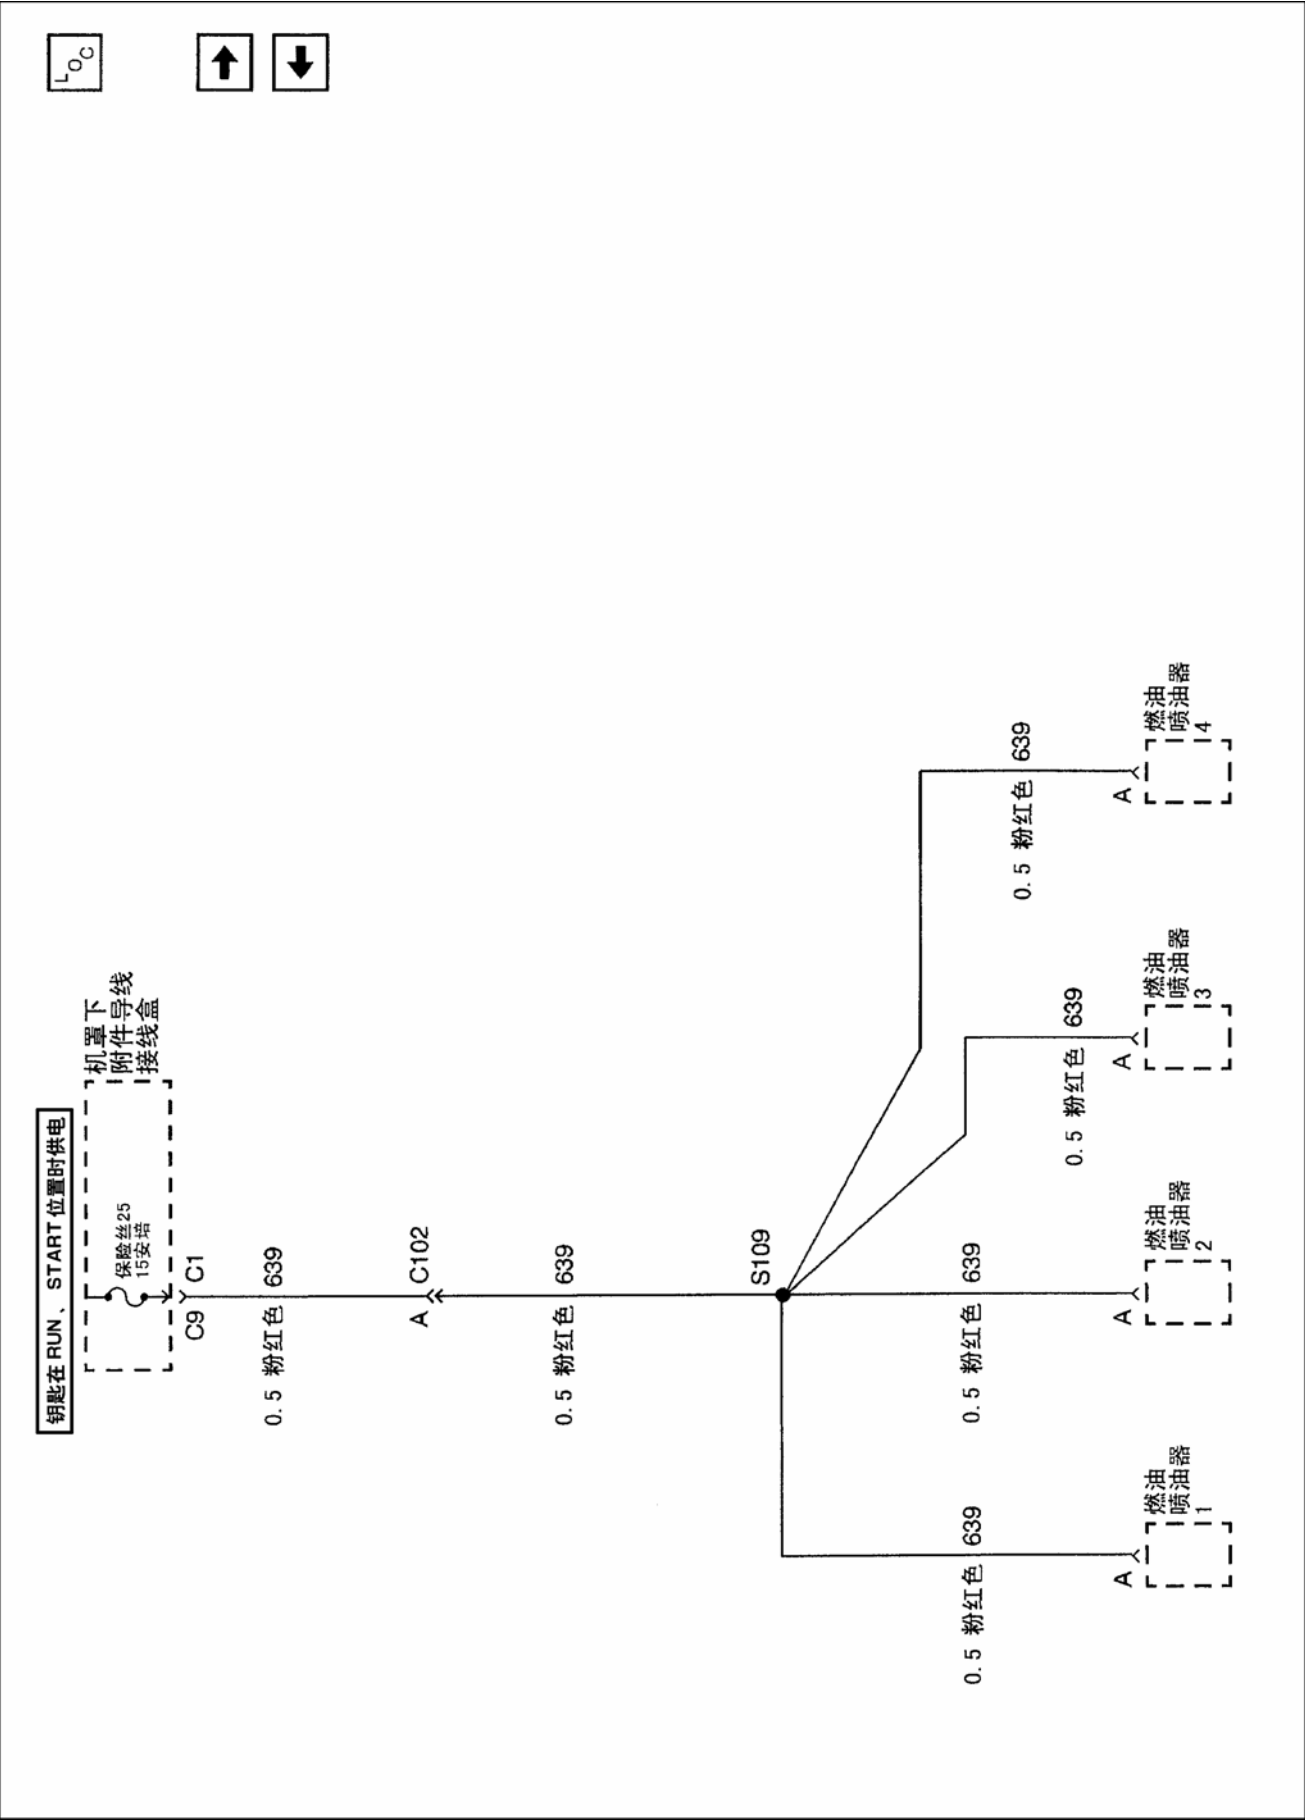 LOC
钥匙在 RUN、START 位置时供电
机罩下
附件导线
接线盒
保险丝25
15安培
C9 C1
0.5 粉红色 639
A C102
0.5 粉红色 639
S109
0.5 粉红色 639
0.5 粉红色 639
0.5 粉红色 639
0.5 粉红色 639
A
燃油
喷油器
1
A
燃油
喷油器
2
A
燃油
喷油器
3
A
燃油
喷油器
4